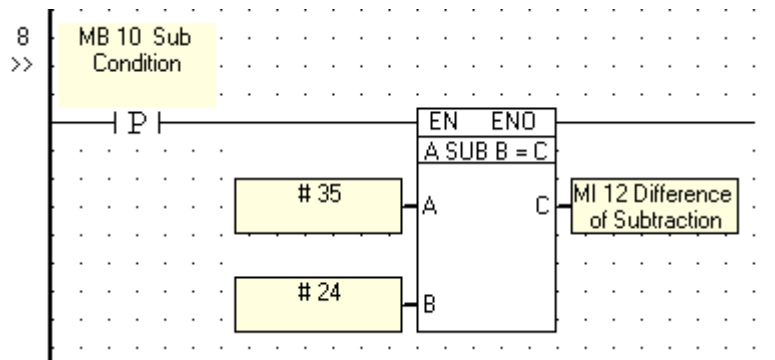 8
>>
MB 10 Sub
Condition
P
EN ENO
A SUB B = C
# 35
A
C
MI 12 Difference
of Subtraction
# 24
B